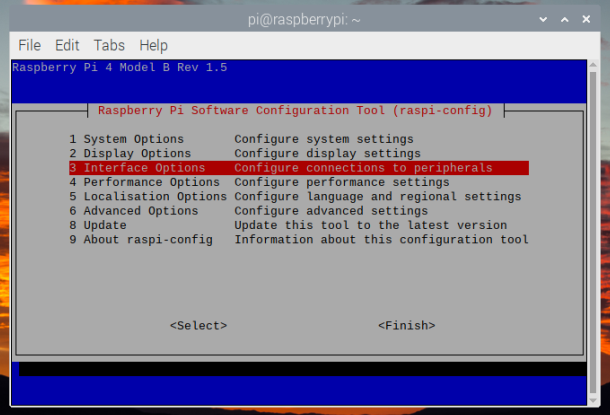 pi@raspberrypi: ~
File Edit Tabs Help
Raspberry Pi 4 Model B Rev 1.5
Raspberry Pi Software Configuration Tool (raspi-config)
1 System Options Configure system settings
2 Display Options Configure display settings
3 Interface Options Configure connections to peripherals
4 Performance Options Configure performance settings
5 Localisation Options Configure language and regional settings
6 Advanced Options Configure advanced settings
8 Update Update this tool to the latest version
9 About raspi-config Information about this configuration tool
<Select> <Finish>